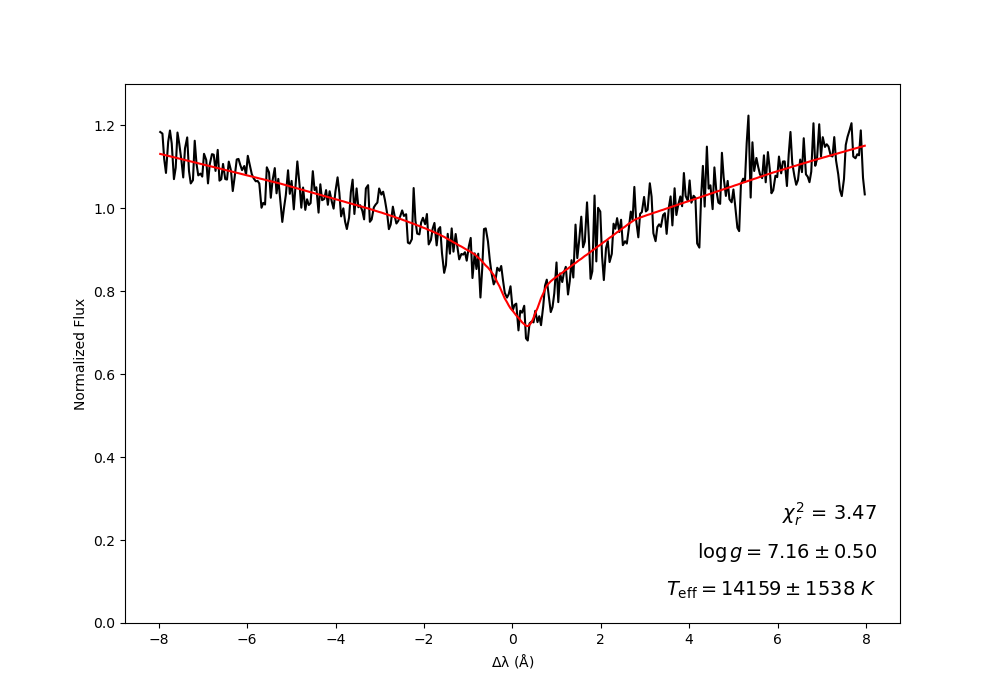 1.2
1.0
0.8
0.6
0.4
0.2
0.0
Normalized Flux
χ²ᵣ = 3.47
log g = 7.16 ± 0.50
T_eff = 14159 ± 1538 K
−8 −6 −4 −2 0 2 4 6 8
Δλ (Å)